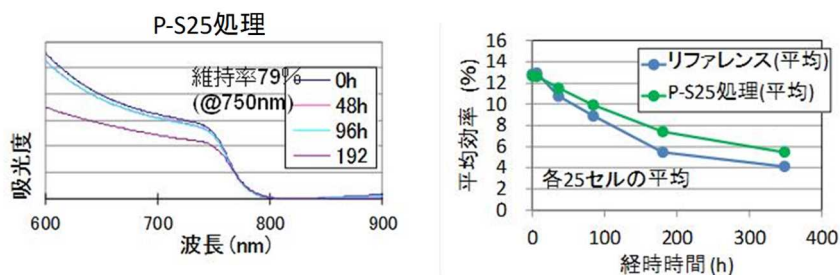 P-S25処理
維持率79%
(@750nm)
0h
48h
96h
192
吸光度
600
700
800
900
波長(nm)
リファレンス(平均)
P-S25処理(平均)
平均効率 (%)
16
14
12
10
8
6
4
2
0
各25セルの平均
0
100
200
300
400
経時時間(h)